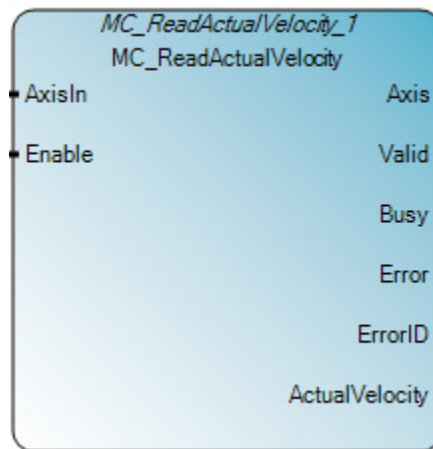 MC_ReadActualVelocity_1
MC_ReadActualVelocity
AxisIn Axis
Enable Valid
Busy
Error
ErrorID
ActualVelocity